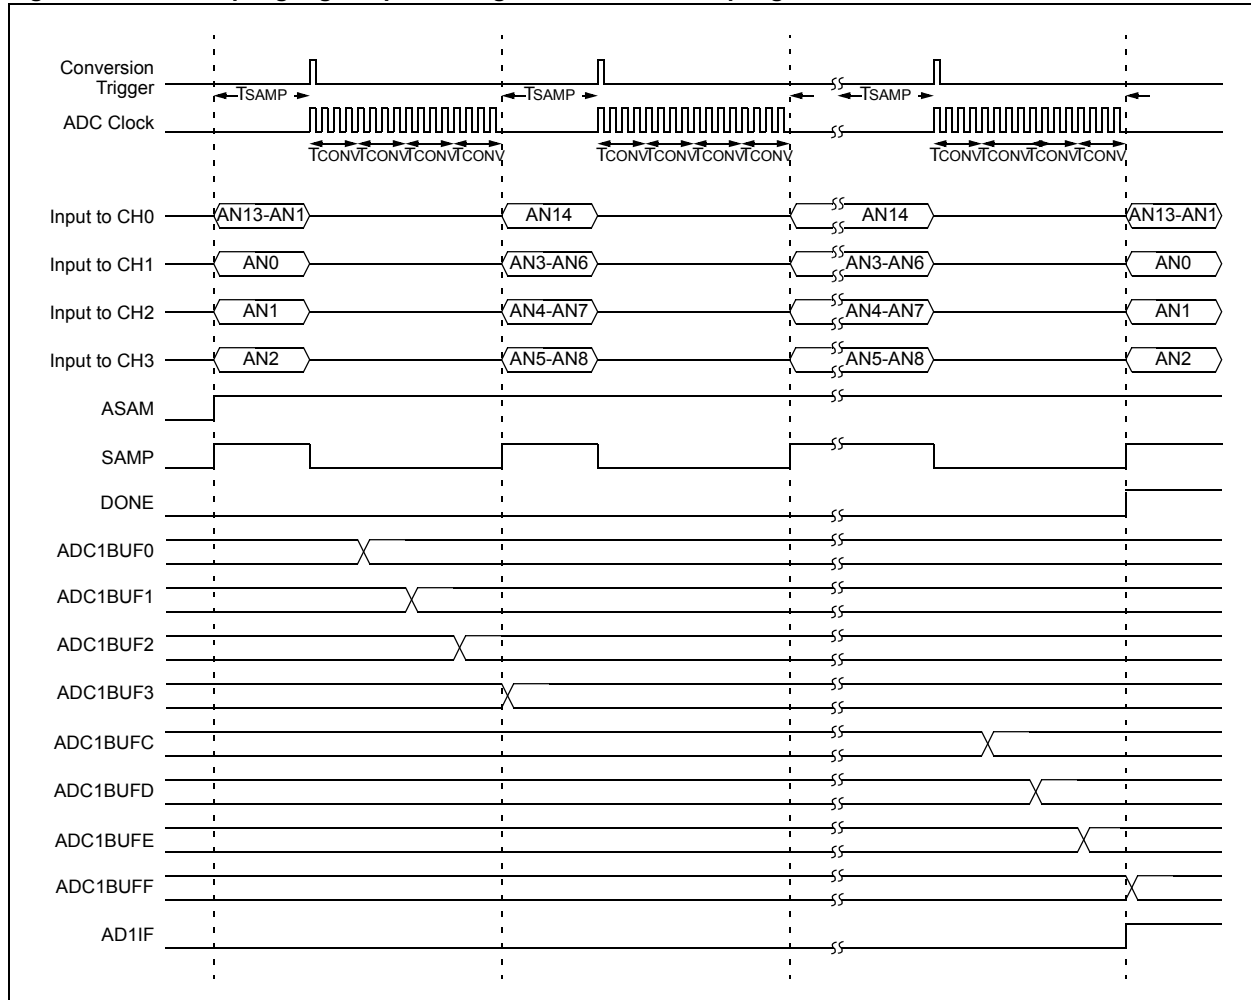 Conversion
Trigger
TSAMP TSAMP TSAMP
ADC Clock
TCONV TCONV TCONV TCONV TCONV TCONV TCONV TCONV TCONV TCONV TCONV TCONV
Input to CH0 AN13-AN1 AN14 AN14 AN13-AN1
Input to CH1 AN0 AN3-AN6 AN3-AN6 AN0
Input to CH2 AN1 AN4-AN7 AN4-AN7 AN1
Input to CH3 AN2 AN5-AN8 AN5-AN8 AN2
ASAM
SAMP
DONE
ADC1BUF0
ADC1BUF1
ADC1BUF2
ADC1BUF3
ADC1BUFC
ADC1BUFD
ADC1BUFE
ADC1BUFF
AD1IF